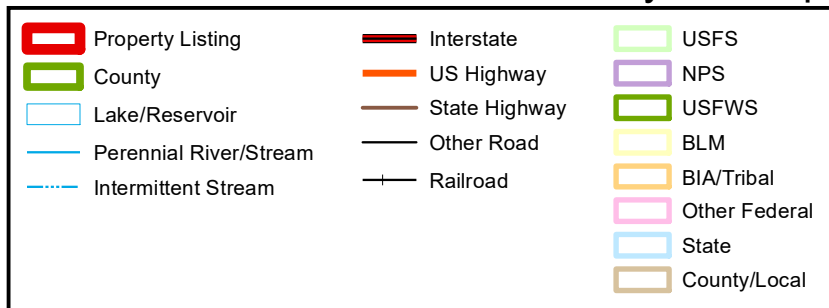 Property Listing
County
Lake/Reservoir
Perennial River/Stream
Intermittent Stream
Interstate
US Highway
State Highway
Other Road
Railroad
USFS
NPS
USFWS
BLM
BIA/Tribal
Other Federal
State
County/Local